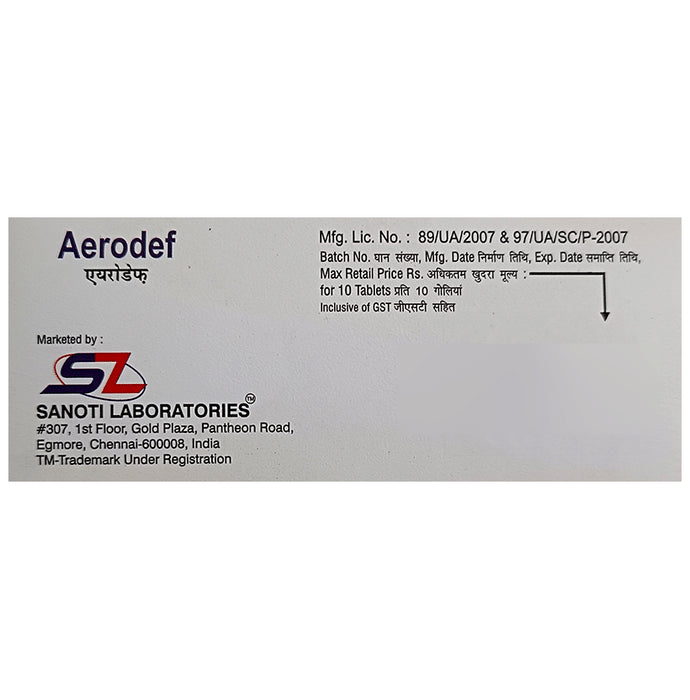 Aerodef
एयरोडेफ़
Marketed by :
SZ
SANOTI LABORATORIES™
#307, 1st Floor, Gold Plaza, Pantheon Road,
Egmore, Chennai-600008, India
TM-Trademark Under Registration
Mfg. Lic. No. : 89/UA/2007 & 97/UA/SC/P-2007
Batch No. घान संख्या, Mfg. Date निर्माण तिथि, Exp. Date समाप्ति तिथि,
Max Retail Price Rs. अधिकतम खुदरा मूल्य :
for 10 Tablets प्रति 10 गोलियां
Inclusive of GST जीएसटी सहित